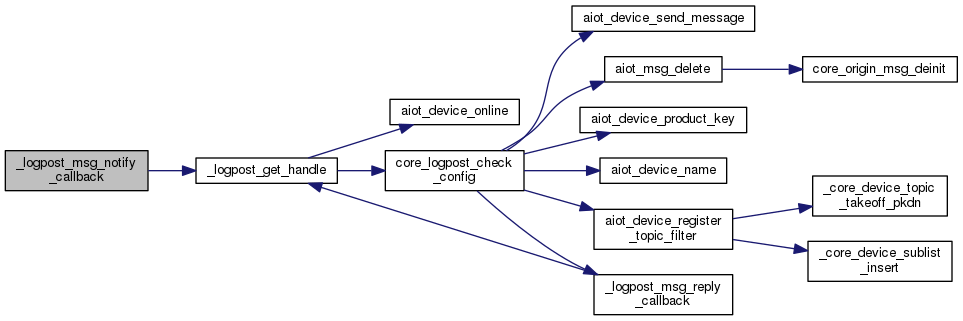 _logpost_msg_notify
_callback
_logpost_get_handle
aiot_device_online
core_logpost_check
_config
aiot_device_send_message
aiot_msg_delete
core_origin_msg_deinit
aiot_device_product_key
aiot_device_name
aiot_device_register
_topic_filter
_core_device_topic
_takeoff_pkdn
_core_device_sublist
_insert
_logpost_msg_reply
_callback